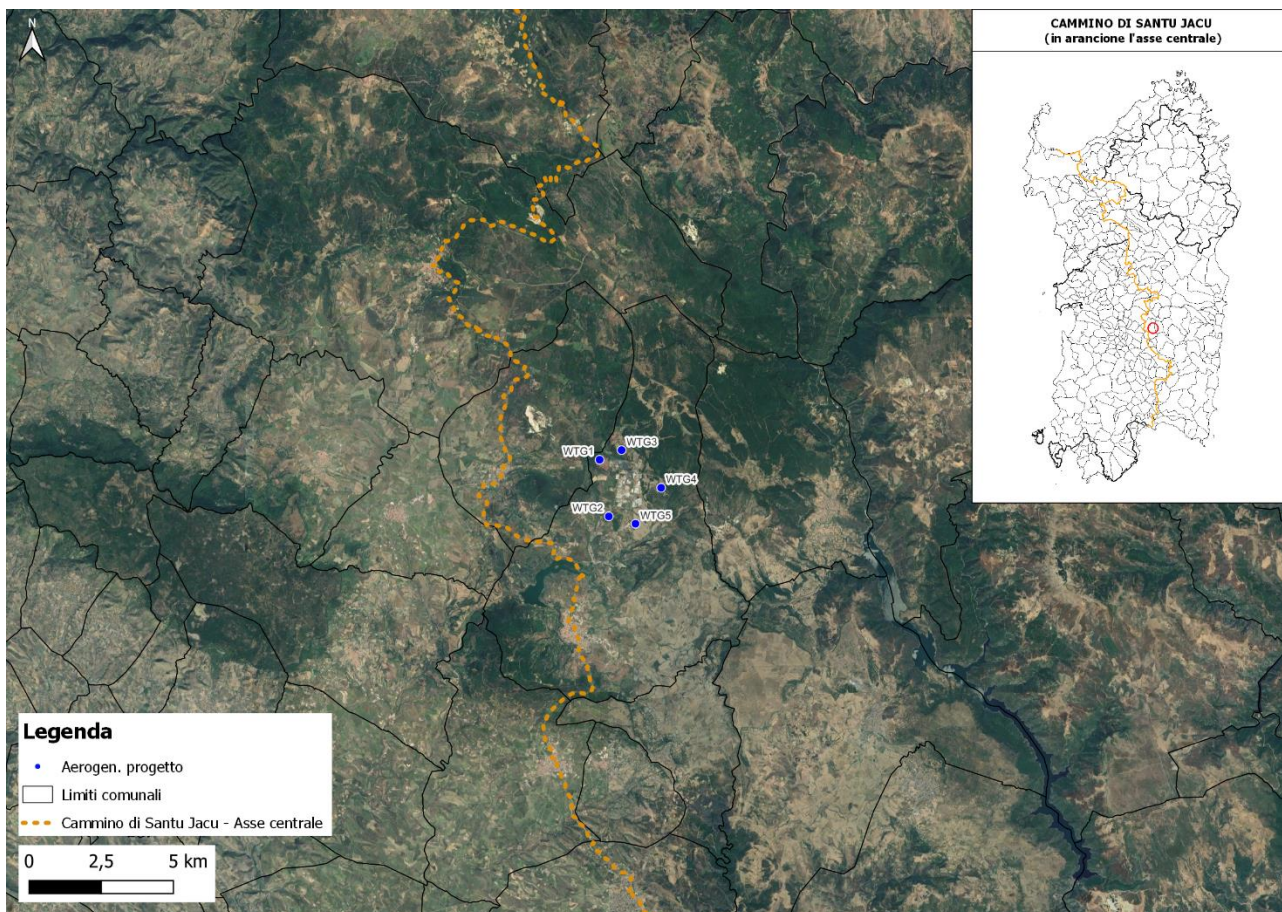 N
CAMMINO DI SANTU JACU
(in arancione l'asse centrale)
WTG3
WTG1
WTG4
WTG2
WTG5
Legenda
Aerogen. progetto
Limiti comunali
Cammino di Santu Jacu - Asse centrale
0 2,5 5 km